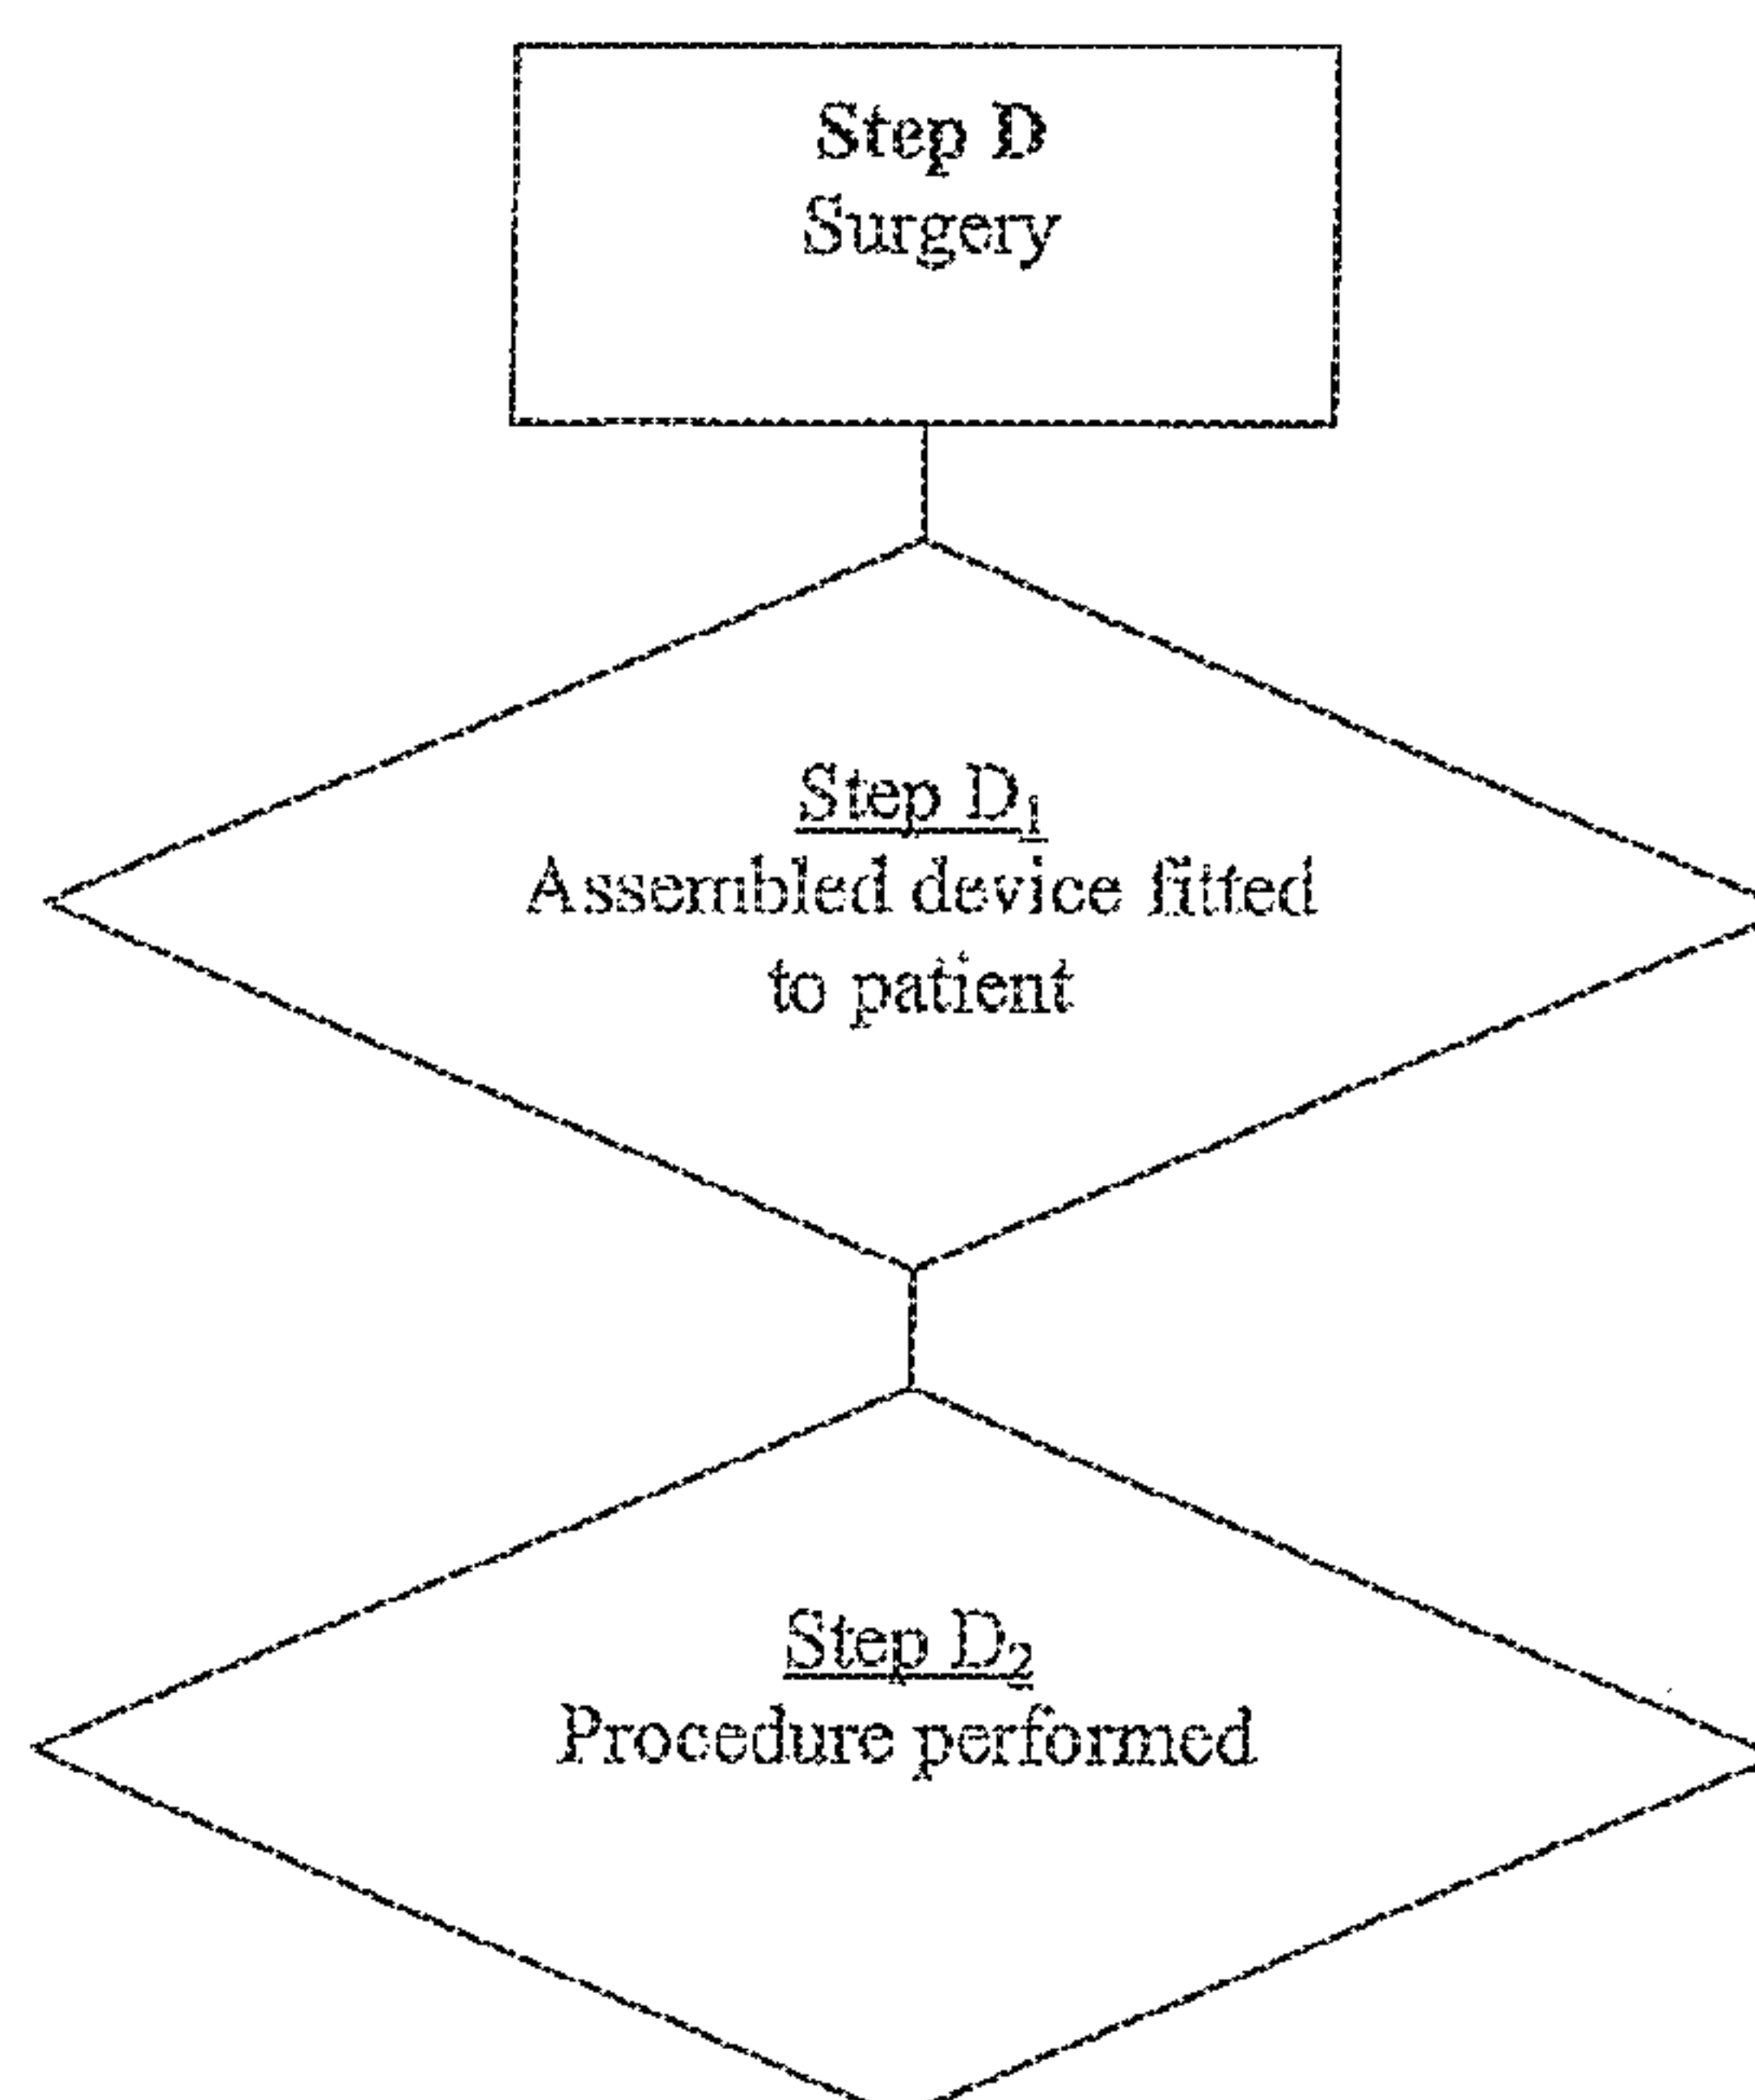 Step D
Surgery
Step D₁
Assembled device fitted
to patient
Step D₂
Procedure performed